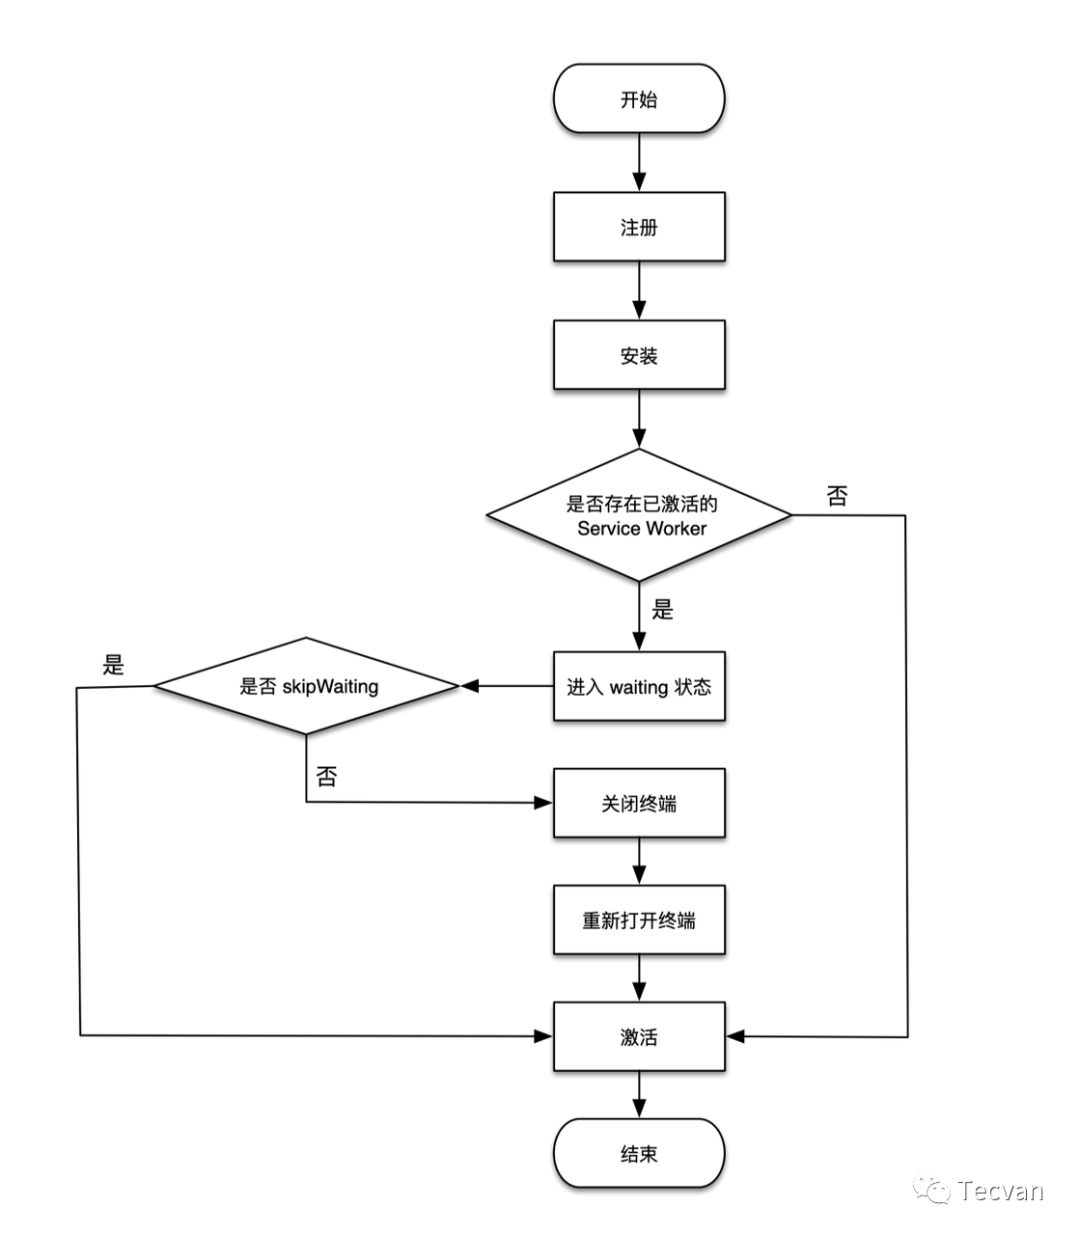 开始
注册
安装
是否存在已激活的
Service Worker
否
是
进入 waiting 状态
是否 skipWaiting
是
否
关闭终端
重新打开终端
激活
结束
Tecvan